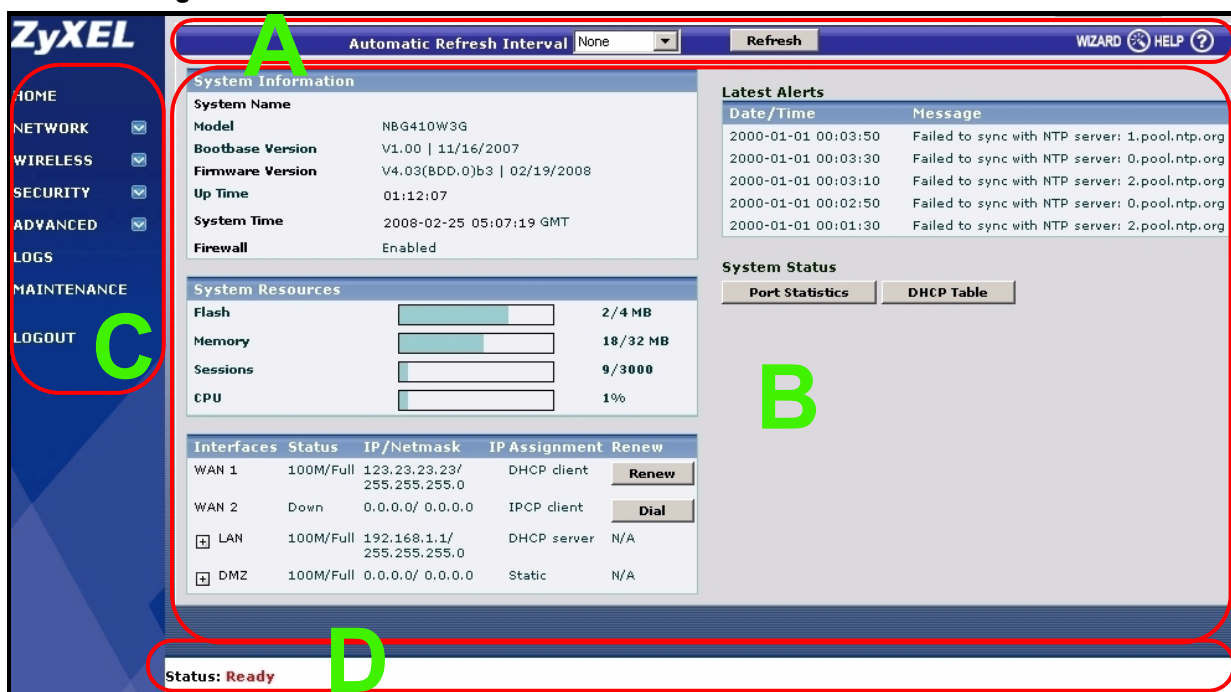 ZyXEL
A
Automatic Refresh Interval None Refresh WIZARD HELP ?
HOME
NETWORK
WIRELESS
SECURITY
ADVANCED
LOGS
MAINTENANCE
LOGOUT
C
System Information
System Name
Model NBG410W3G
Bootbase Version V1.00 | 11/16/2007
Firmware Version V4.03(BDD.0)b3 | 02/19/2008
Up Time 01:12:07
System Time 2008-02-25 05:07:19 GMT
Firewall Enabled
System Resources
Flash 2/4 MB
Memory 18/32 MB
Sessions 9/3000
CPU 1%
Interfaces Status IP/Netmask IP Assignment Renew
WAN 1 100M/Full 123.23.23.23/ 255.255.255.0 DHCP client Renew
WAN 2 Down 0.0.0.0/ 0.0.0.0 IPCP client Dial
LAN 100M/Full 192.168.1.1/ 255.255.255.0 DHCP server N/A
DMZ 100M/Full 0.0.0.0/ 0.0.0.0 Static N/A
Latest Alerts
Date/Time Message
2000-01-01 00:03:50 Failed to sync with NTP server: 1.pool.ntp.org
2000-01-01 00:03:30 Failed to sync with NTP server: 0.pool.ntp.org
2000-01-01 00:03:10 Failed to sync with NTP server: 2.pool.ntp.org
2000-01-01 00:02:50 Failed to sync with NTP server: 0.pool.ntp.org
2000-01-01 00:01:30 Failed to sync with NTP server: 2.pool.ntp.org
System Status
Port Statistics DHCP Table
B
D
Status: Ready